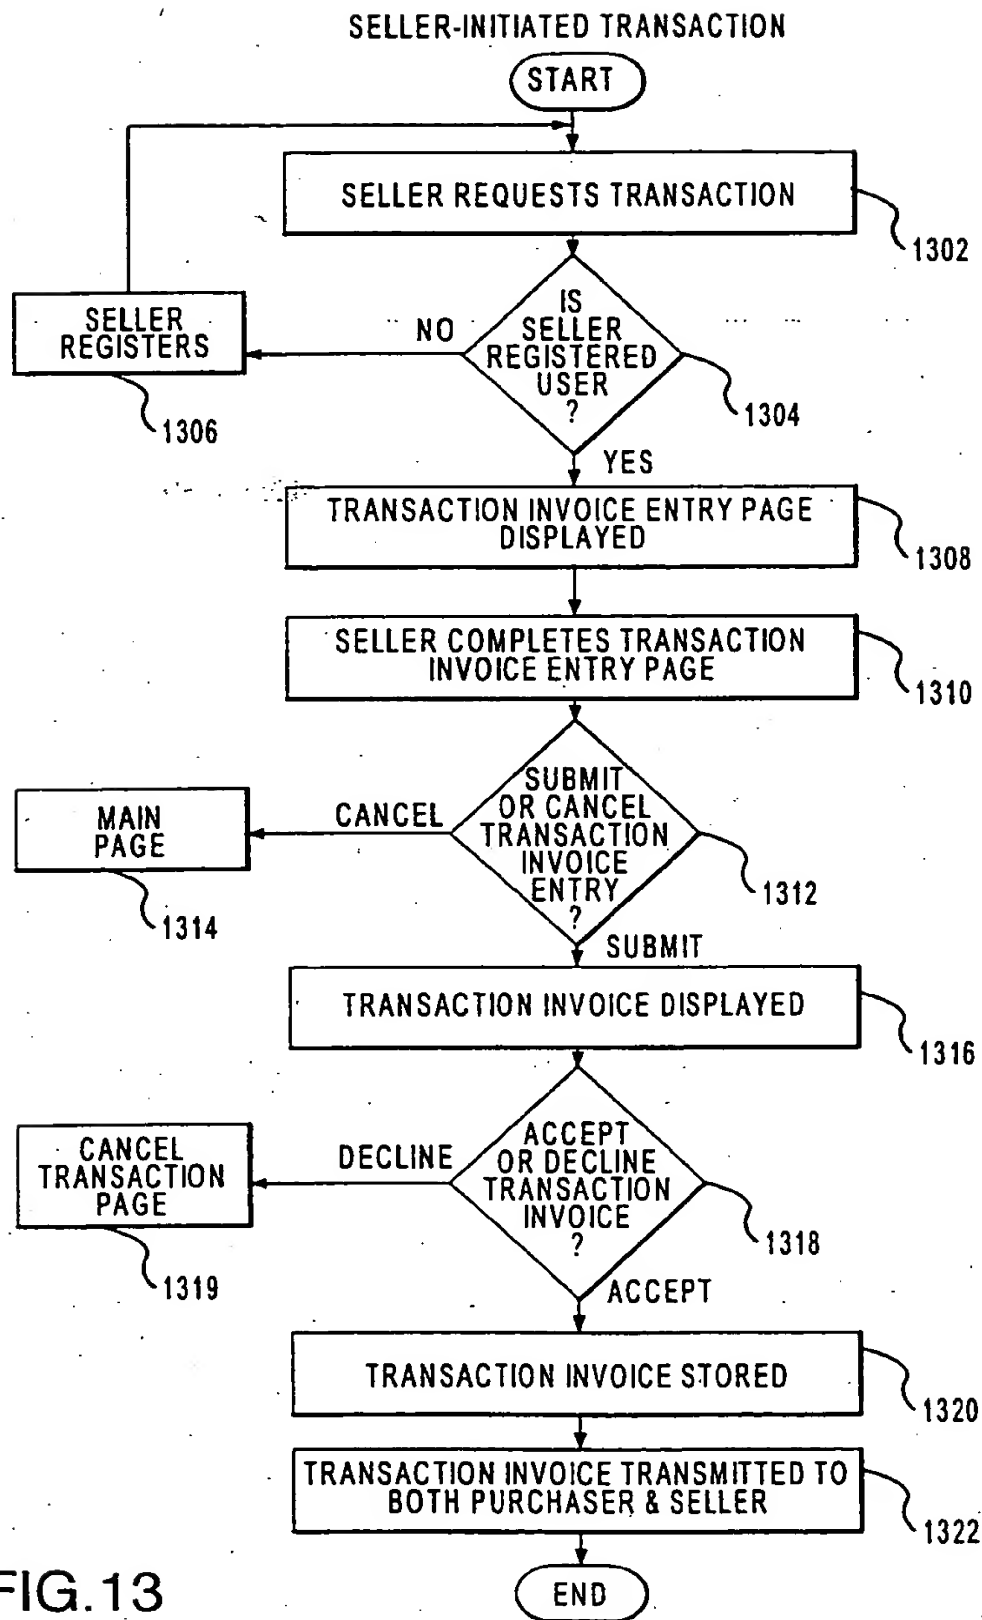 SELLER-INITIATED TRANSACTION
START
SELLER REQUESTS TRANSACTION
1302
IS
SELLER
REGISTERED
USER
?
1304
NO
SELLER
REGISTERS
1306
YES
TRANSACTION INVOICE ENTRY PAGE
DISPLAYED
1308
SELLER COMPLETES TRANSACTION
INVOICE ENTRY PAGE
1310
SUBMIT
OR CANCEL
TRANSACTION
INVOICE
ENTRY
?
1312
CANCEL
MAIN
PAGE
1314
SUBMIT
TRANSACTION INVOICE DISPLAYED
1316
ACCEPT
OR DECLINE
TRANSACTION
INVOICE
?
1318
DECLINE
CANCEL
TRANSACTION
PAGE
1319
ACCEPT
TRANSACTION INVOICE STORED
1320
TRANSACTION INVOICE TRANSMITTED TO
BOTH PURCHASER & SELLER
1322
END
FIG.13